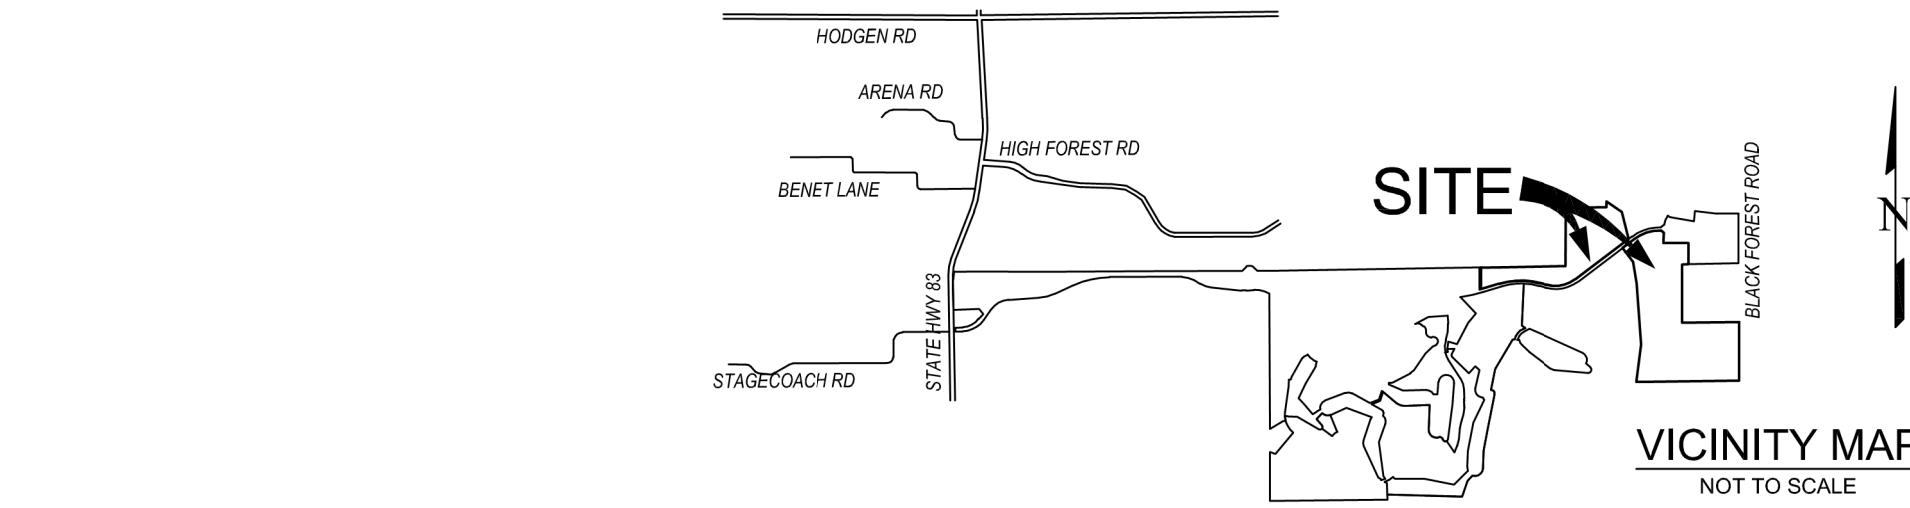 HODGEN RD
ARENA RD
HIGH FOREST RD
BENET LANE
SITE
BLACK FOREST ROAD
N
STATE HWY 83
STAGECOACH RD
VICINITY MAP
NOT TO SCALE